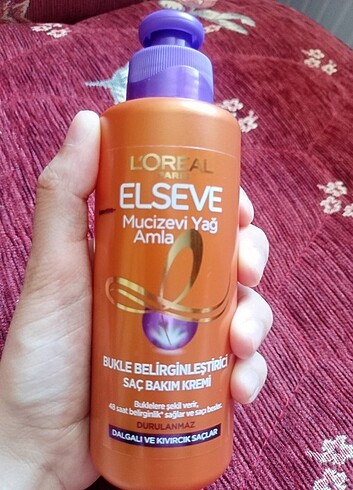 L'ORÉAL
PARIS
ELSEVE
Mucizevi Yağ
Amla
BUKLE BELİRGİNLEŞTİRİCİ
SAÇ BAKIM KREMİ
Buklelere şekil verir,
48 saat belirginlik* sağlar ve saçı besler.
DURULANMAZ
DALGALI VE KIVIRCIK SAÇLAR